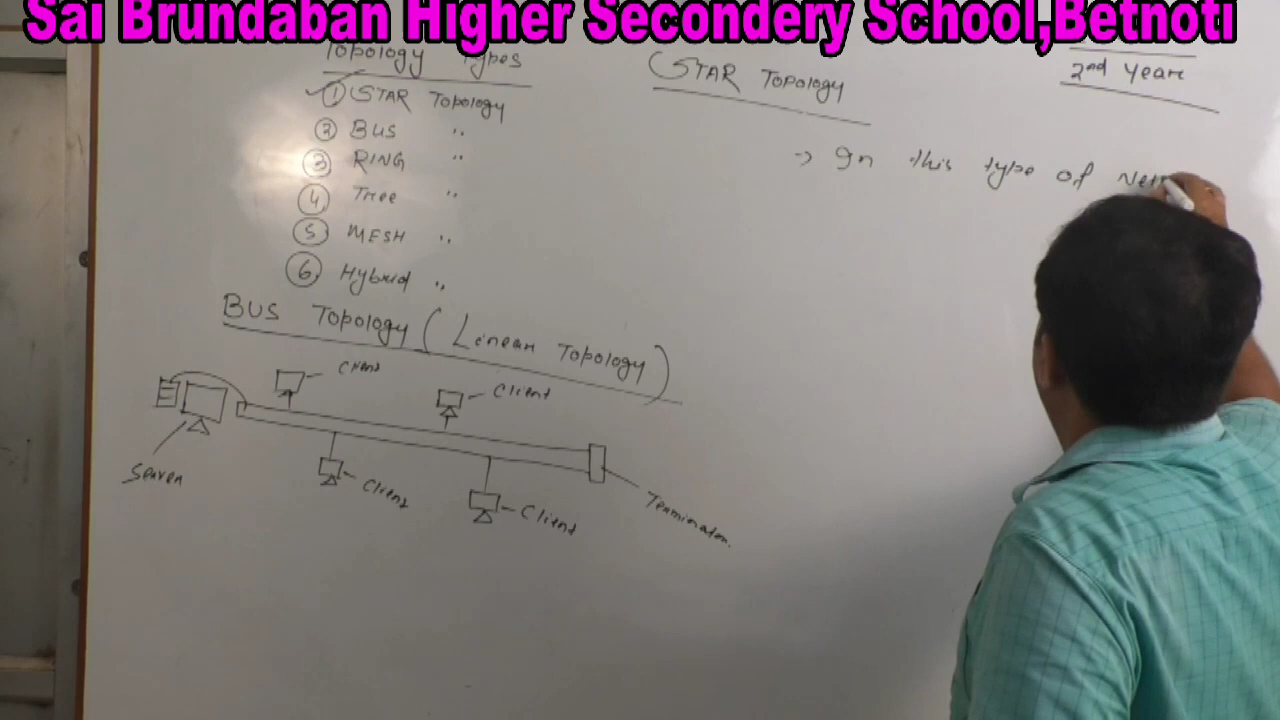 Sai Brundaban Higher Secondery School,Betnoti
Topology Types
① STAR Topology
② BUS "
③ RING "
④ Tree "
⑤ MESH "
⑥ Hybrid "
STAR Topology
2nd Year
→ In this type of Net
BUS Topology (Linear Topology)
Client
Client
Server
Client
Client
Terminator.